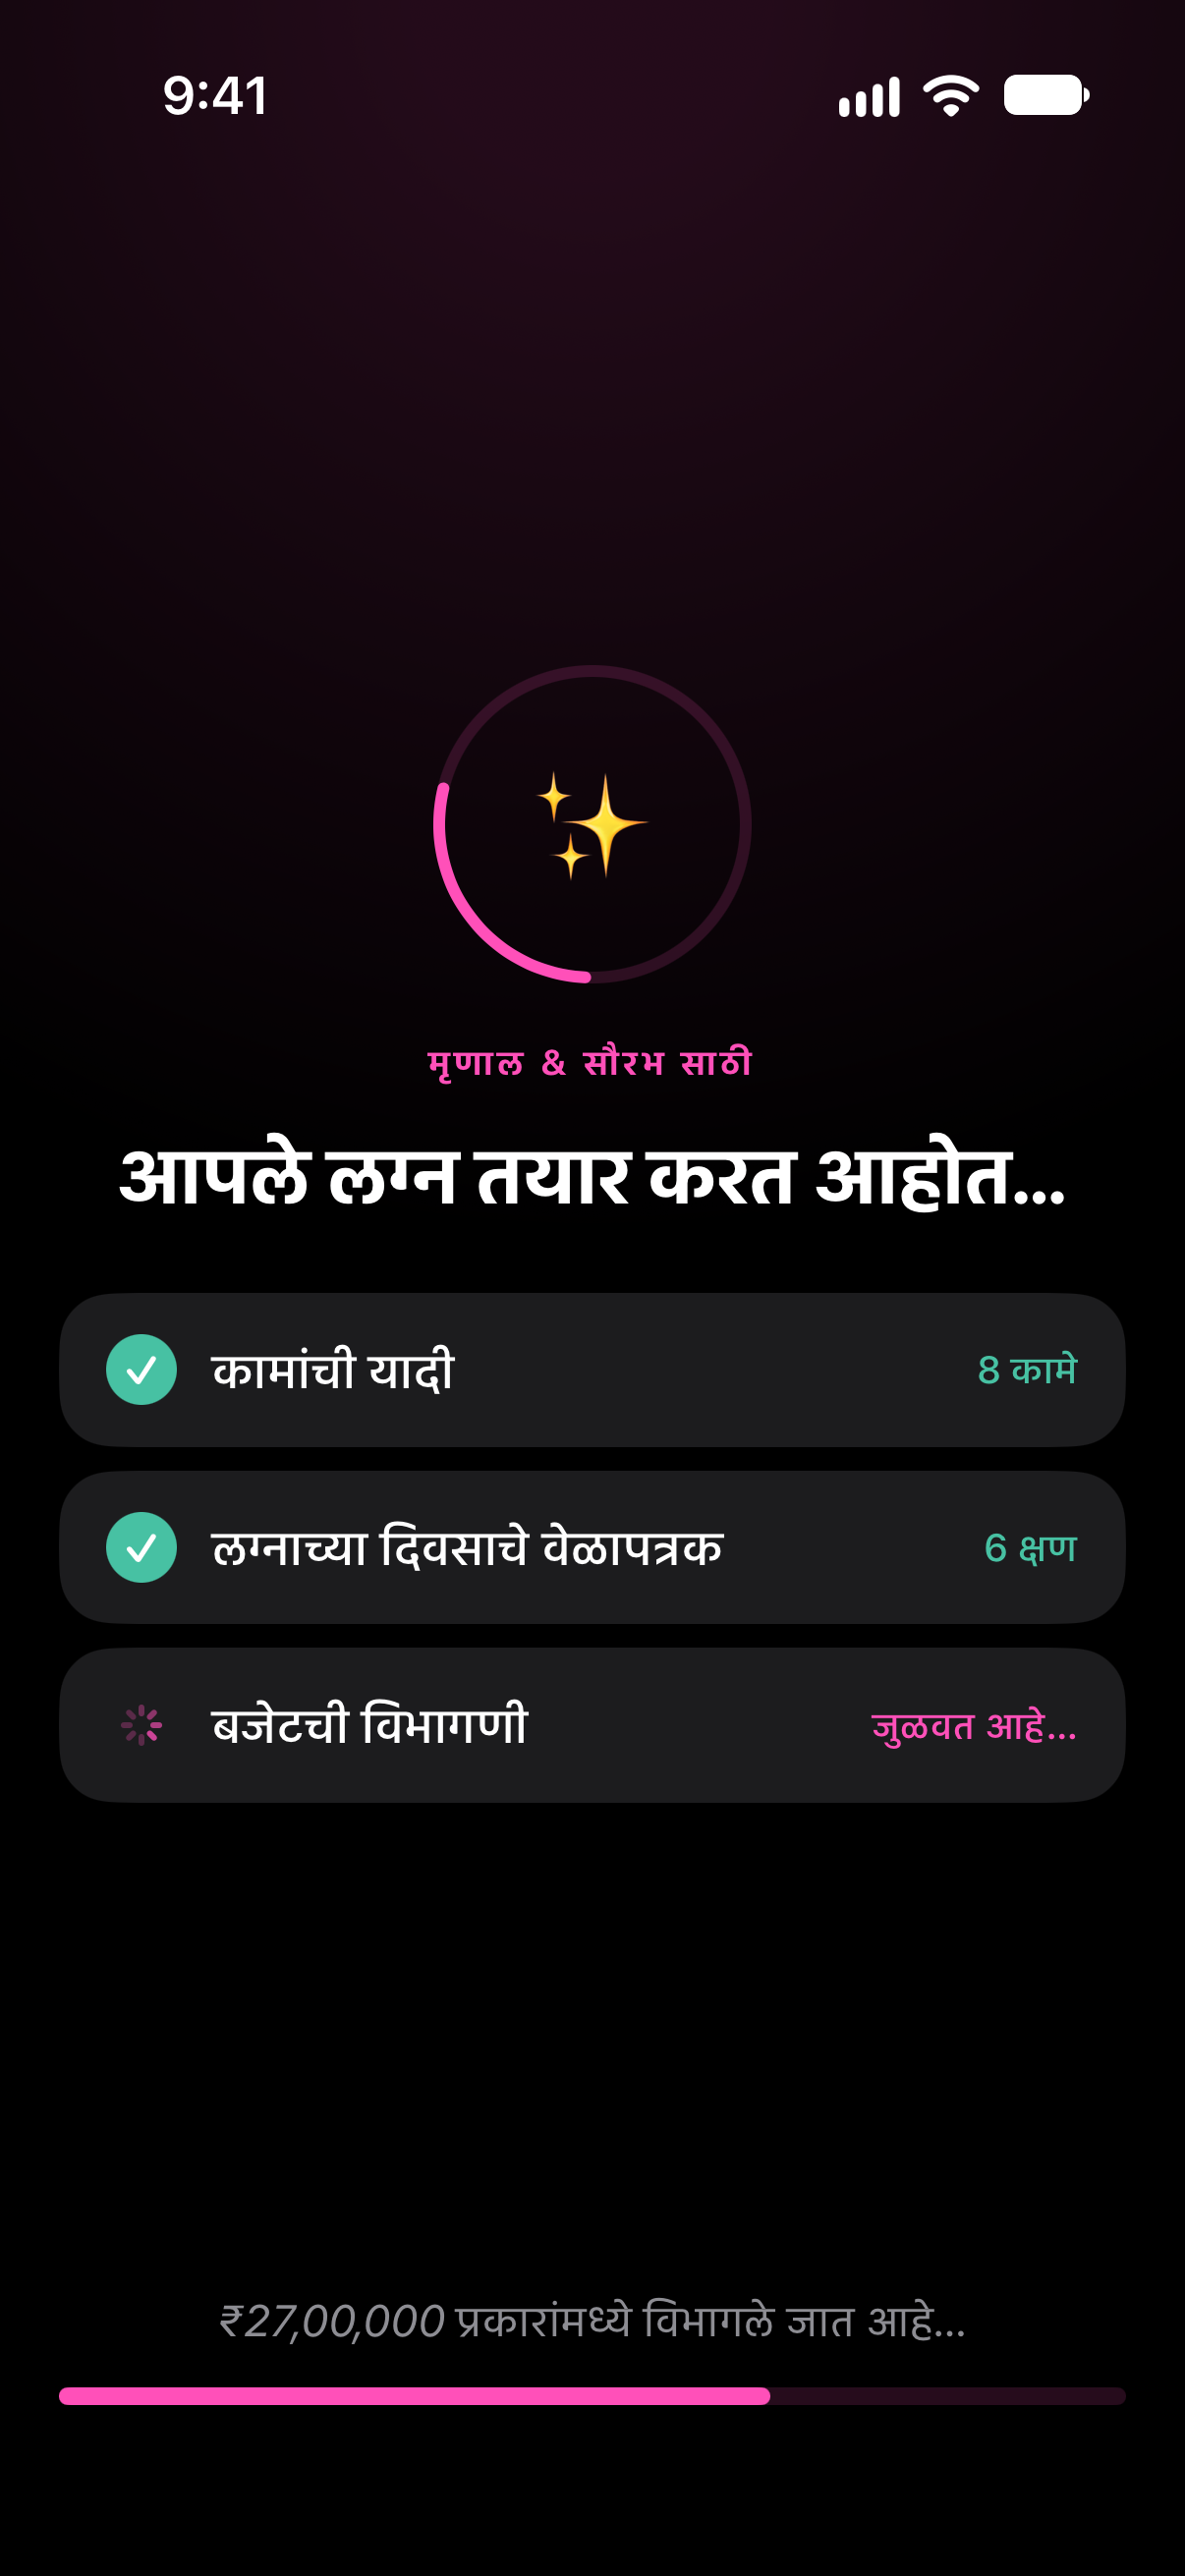 9:41
मृणाल & सौरभ साठी
आपले लग्न तयार करत आहोत...
कामांची यादी
8 कामे
लग्नाच्या दिवसाचे वेळापत्रक
6 क्षण
बजेटची विभागणी
जुळवत आहे...
₹27,00,000 प्रकारांमध्ये विभागले जात आहे...